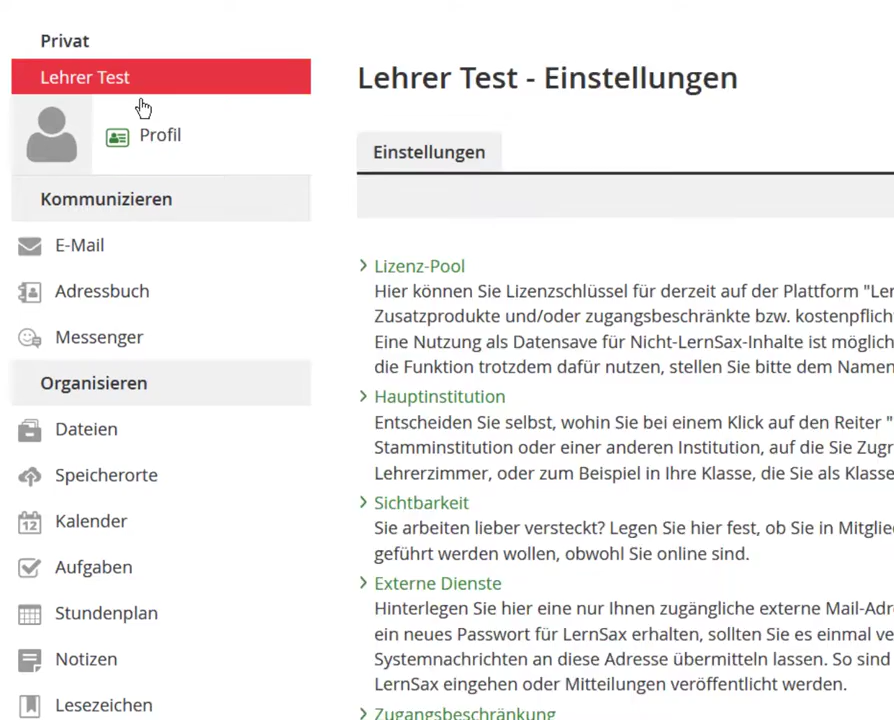 Privat
Lehrer Test
Profil
Kommunizieren
E-Mail
Adressbuch
Messenger
Organisieren
Dateien
Speicherorte
12
Kalender
Aufgaben
Stundenplan
Notizen
Lesezeichen
Lehrer Test - Einstellungen
Einstellungen
Lizenz-Pool
Hier können Sie Lizenzschlüssel für derzeit auf der Plattform "Ler
Zusatzprodukte und/oder zugangsbeschränkte bzw. kostenpflich
Eine Nutzung als Datensave für Nicht-LernSax-Inhalte ist möglich
die Funktion trotzdem dafür nutzen, stellen Sie bitte dem Namen
Hauptinstitution
Entscheiden Sie selbst, wohin Sie bei einem Klick auf den Reiter "
Stamminstitution oder einer anderen Institution, auf die Sie Zugr
Lehrerzimmer, oder zum Beispiel in Ihre Klasse, die Sie als Klasse
Sichtbarkeit
Sie arbeiten lieber versteckt? Legen Sie hier fest, ob Sie in Mitglie
geführt werden wollen, obwohl Sie online sind.
Externe Dienste
Hinterlegen Sie hier eine nur Ihnen zugängliche externe Mail-Adr
ein neues Passwort für LernSax erhalten, sollten Sie es einmal ve
Systemnachrichten an diese Adresse übermitteln lassen. So sind
LernSax eingehen oder Mitteilungen veröffentlicht werden.
Zugangsbeschränkung